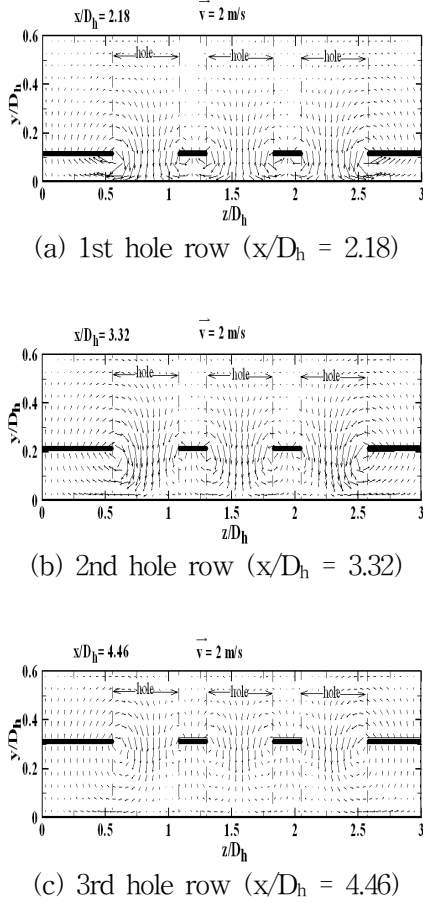 x/Dh = 2.18 v = 2 m/s
0.6
hole hole hole
0.4
y/Dh
0.2
0
0 0.5 1 1.5 2 2.5 3
z/Dh
(a) 1st hole row (x/Dh = 2.18)
x/Dh = 3.32 v = 2 m/s
0.6
hole hole hole
0.4
y/Dh
0.2
0
0 0.5 1 1.5 2 2.5 3
z/Dh
(b) 2nd hole row (x/Dh = 3.32)
x/Dh = 4.46 v = 2 m/s
0.6
hole hole hole
0.4
y/Dh
0.2
0
0 0.5 1 1.5 2 2.5 3
z/Dh
(c) 3rd hole row (x/Dh = 4.46)